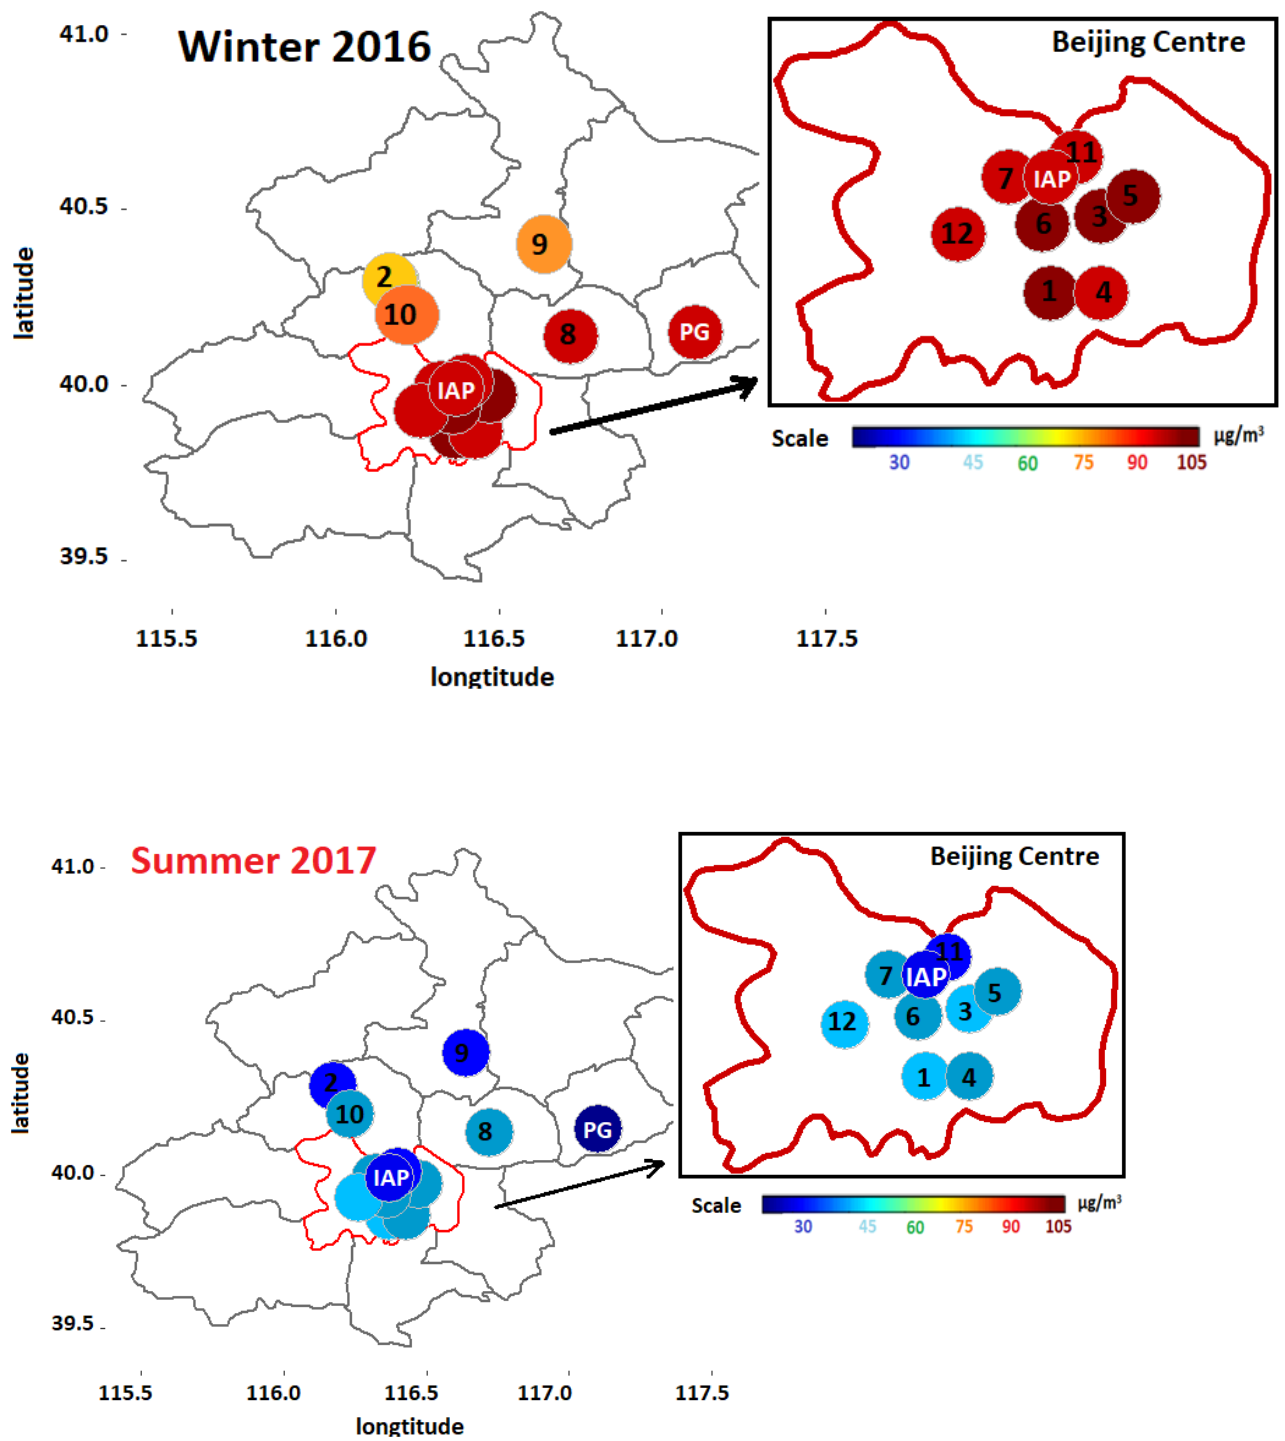 Winter 2016
Beijing Centre
41.0
40.5
40.0
39.5
latitude
2
10
9
8
PG
IAP
11
7
IAP
5
3
6
12
1
4
Scale
µg/m³
30 45 60 75 90 105
115.5 116.0 116.5 117.0 117.5
longtitude
Summer 2017
Beijing Centre
41.0
40.5
40.0
39.5
latitude
9
2
10
8
PG
IAP
11
7
IAP
5
3
6
12
1
4
Scale
µg/m³
30 45 60 75 90 105
115.5 116.0 116.5 117.0 117.5
longtitude